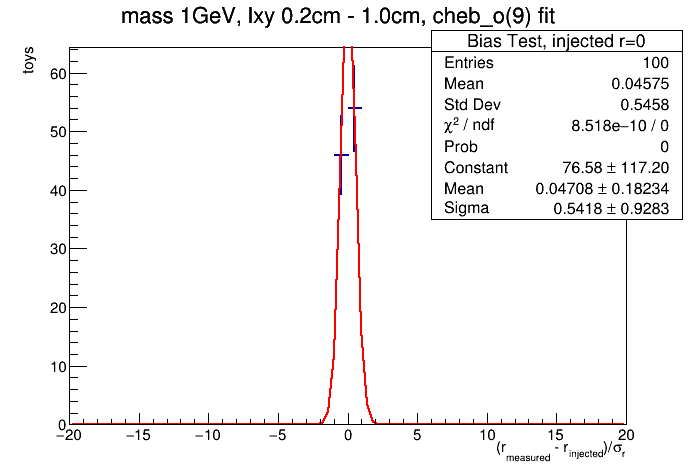 mass 1GeV, lxy 0.2cm - 1.0cm, cheb_o(9) fit
toys
Bias Test, injected r=0
Entries 100
Mean 0.04575
Std Dev 0.5458
χ² / ndf 8.518e−10 / 0
Prob 0
Constant 76.58 ± 117.20
Mean 0.04708 ± 0.18234
Sigma 0.5418 ± 0.9283
60
50
40
30
20
10
0
−20 −15 −10 −5 0 5 10 15 20
(r_measured - r_injected)/σ_r